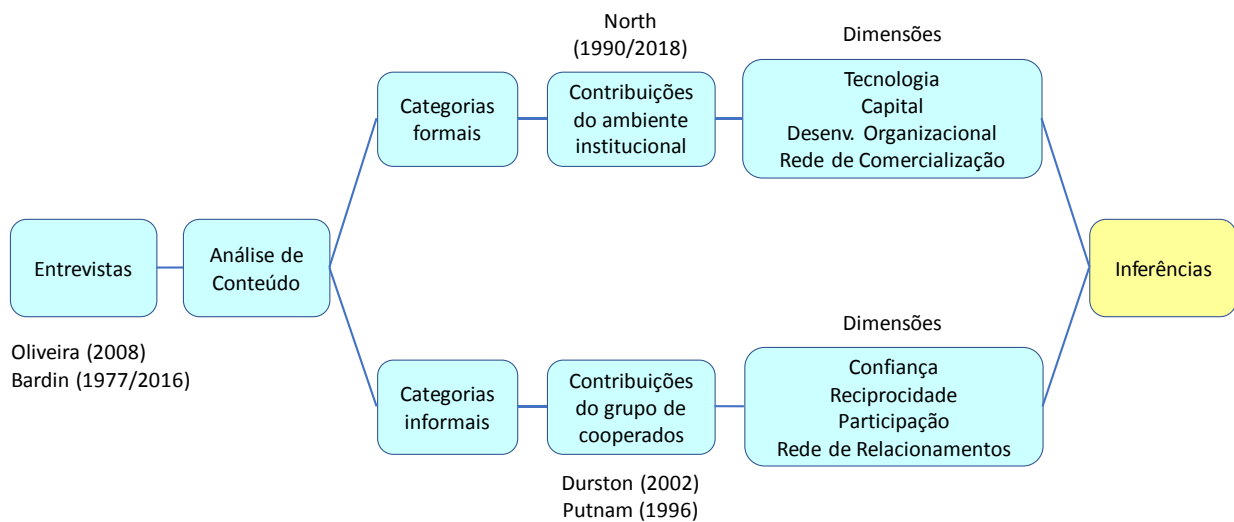 North
(1990/2018)
Dimensões
Categorias
formais
Contribuições
do ambiente
institucional
Tecnologia
Capital
Desenv. Organizacional
Rede de Comercialização
Entrevistas
Análise de
Conteúdo
Inferências
Oliveira (2008)
Bardin (1977/2016)
Dimensões
Categorias
informais
Contribuições
do grupo de
cooperados
Confiança
Reciprocidade
Participação
Rede de Relacionamentos
Durston (2002)
Putnam (1996)